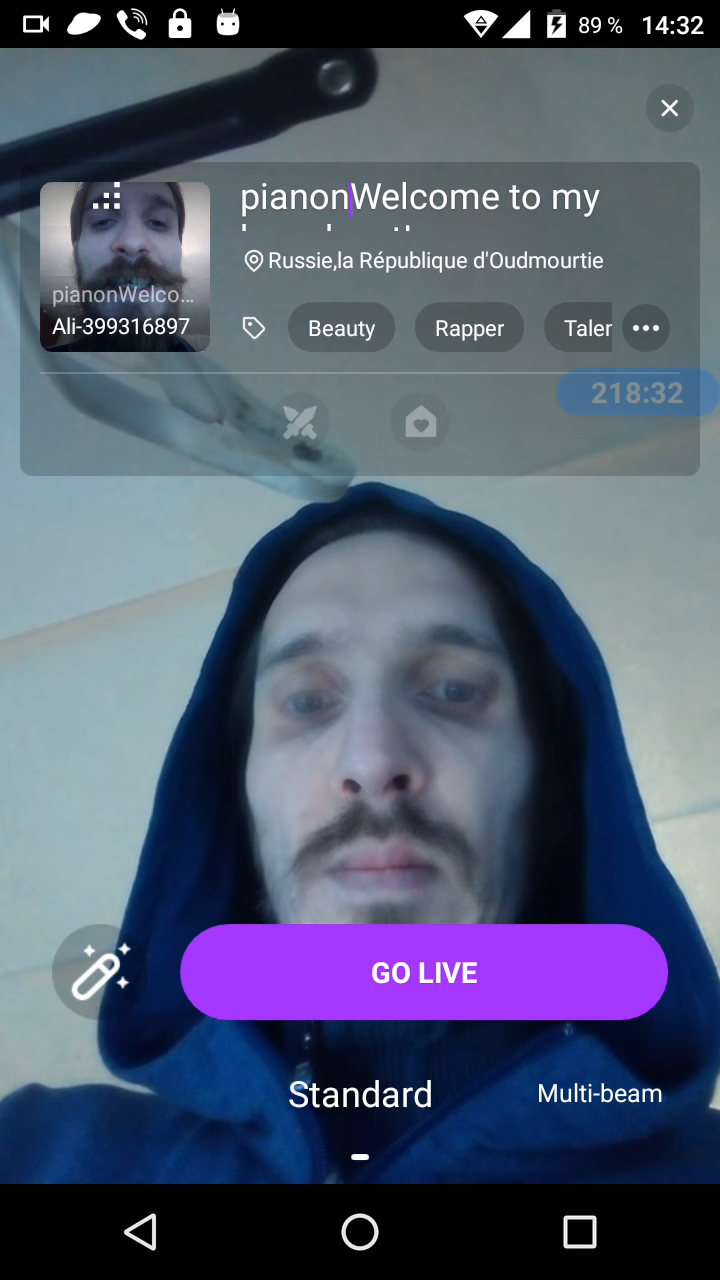 89 % 14:32
pianonWelcome to my
Russie,la République d'Oudmourtie
pianonWelco...
Ali-399316897
Beauty Rapper Taler
218:32
GO LIVE
Standard Multi-beam